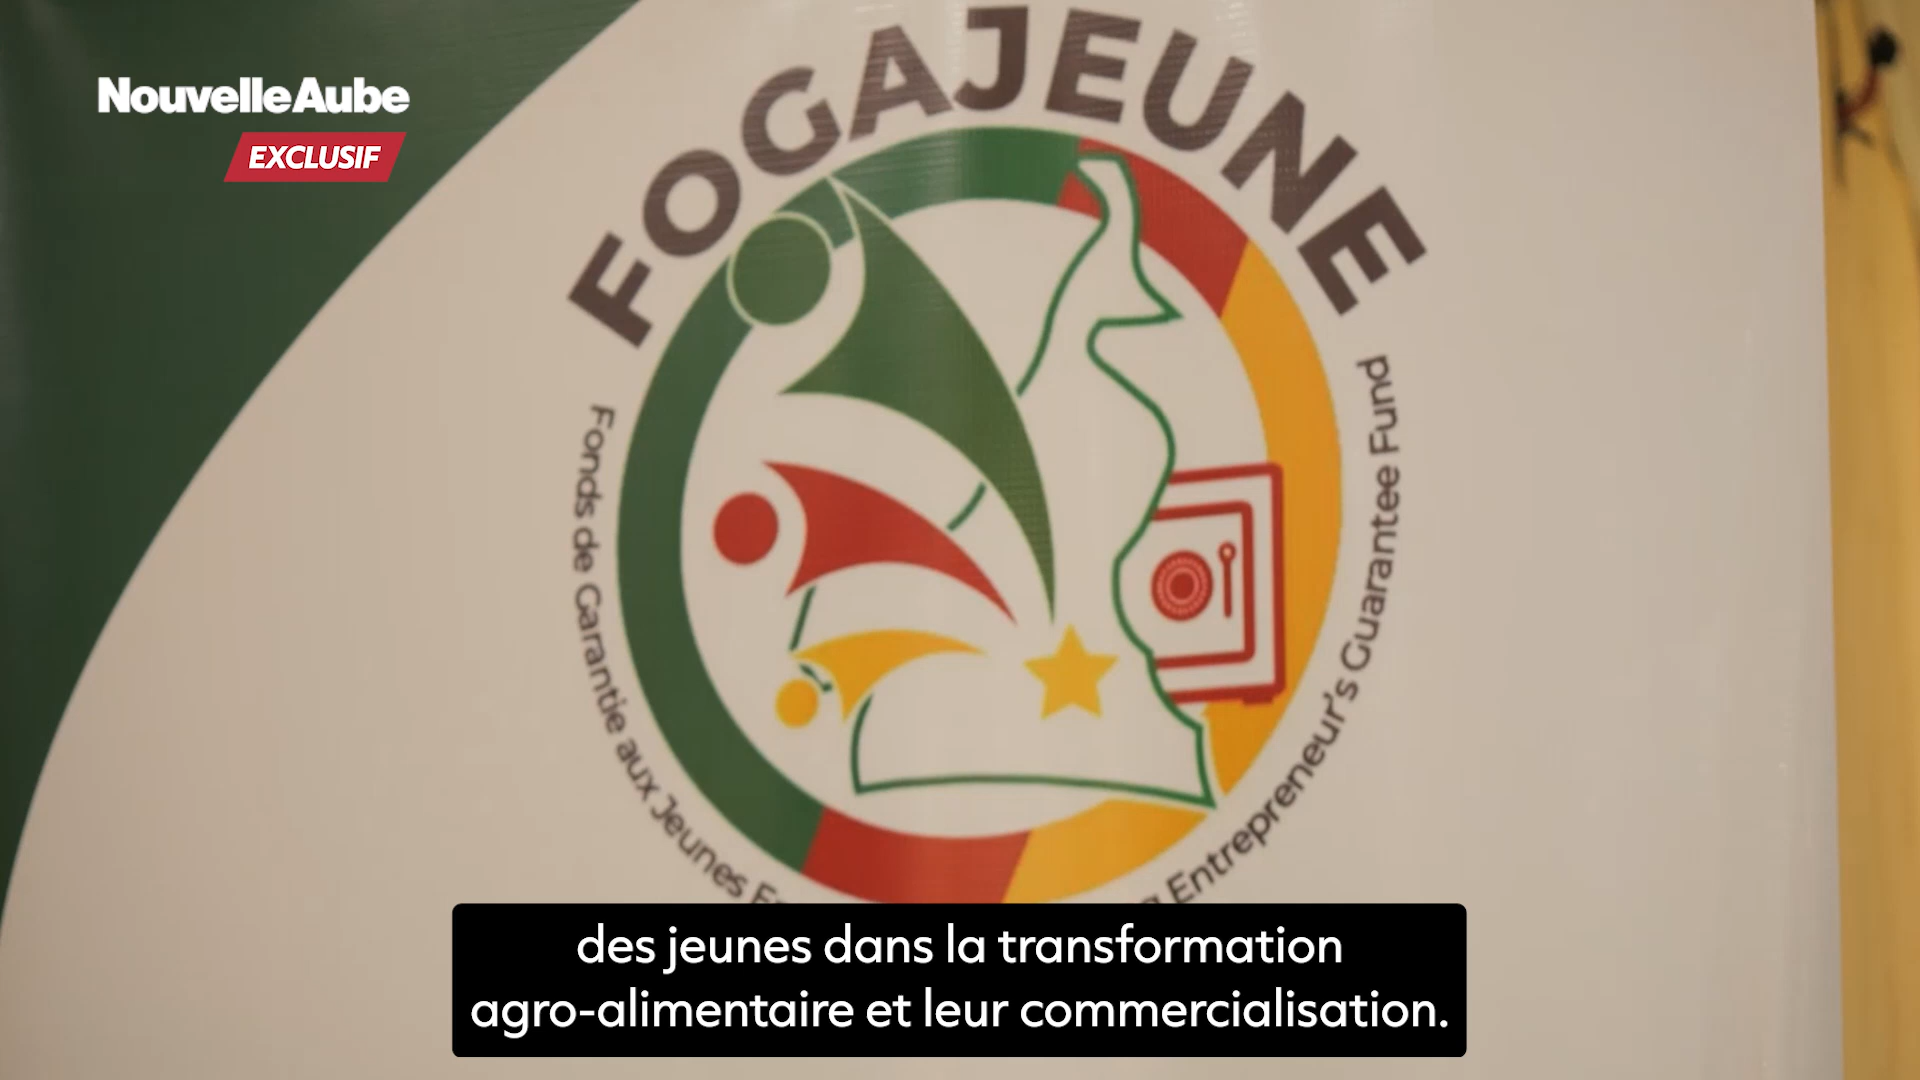 NouvelleAube
EXCLUSIF
FOGAJEUNE
Fonds de Garantie aux Jeunes
Entrepreneur's Guarantee Fund
des jeunes dans la transformation
agro-alimentaire et leur commercialisation.